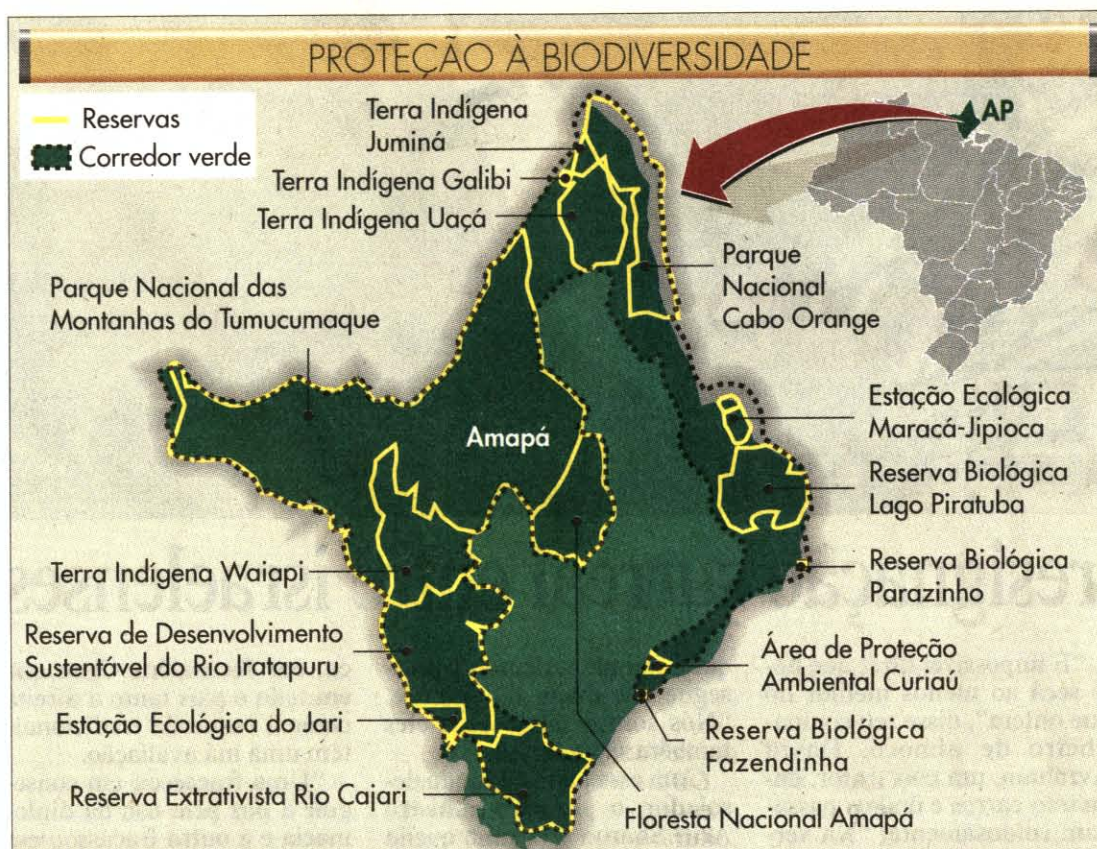 PROTEÇÃO À BIODIVERSIDADE
Reservas
Corredor verde
AP
Terra Indígena
Juminá
Terra Indígena Galibi
Terra Indígena Uaçá
Parque
Nacional
Cabo Orange
Parque Nacional das
Montanhas do Tumucumaque
Amapá
Estação Ecológica
Maracá-Jipioca
Reserva Biológica
Lago Piratuba
Reserva Biológica
Parazinho
Terra Indígena Waiapi
Reserva de Desenvolvimento
Sustentável do Rio Iratapuru
Área de Proteção
Ambiental Curiaú
Estação Ecológica do Jari
Reserva Biológica
Fazendinha
Reserva Extrativista Rio Cajari
Floresta Nacional Amapá